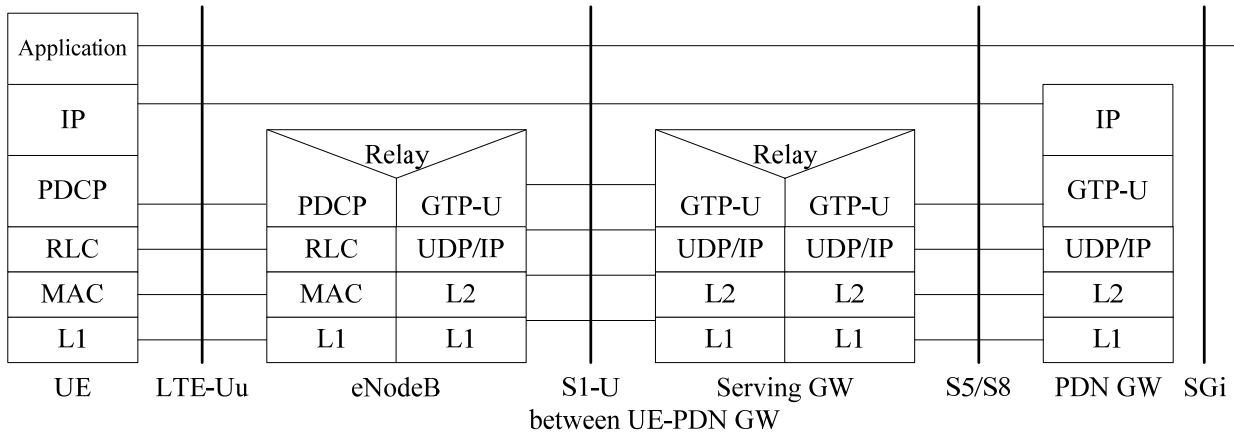 Application
IP
IP
Relay
Relay
PDCP
GTP-U
PDCP
GTP-U
GTP-U
GTP-U
RLC
RLC
UDP/IP
UDP/IP
UDP/IP
UDP/IP
MAC
MAC
L2
L2
L2
L2
L1
L1
L1
L1
L1
L1
UE
LTE-Uu
eNodeB
S1-U
Serving GW
S5/S8
PDN GW
SGi
between UE-PDN GW